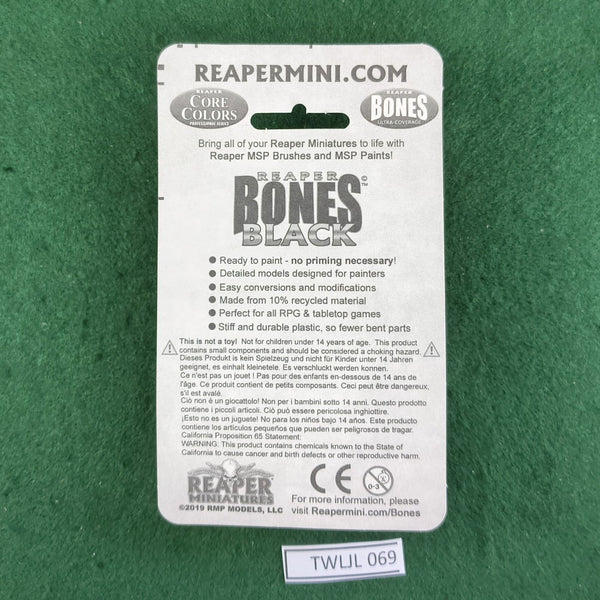 REAPERMINI.COM
REAPER
CORE
COLORS
PROFESSIONAL SERIES
REAPER
BONES
ULTRA-COVERAGE
Bring all of your Reaper Miniatures to life with
Reaper MSP Brushes and MSP Paints!
REAPER
BONES ©
™
BLACK
● Ready to paint - no priming necessary!
● Detailed models designed for painters
● Easy conversions and modifications
● Made from 10% recycled material
● Perfect for all RPG & tabletop games
● Stiff and durable plastic, so fewer bent parts
This is not a toy! Not for children under 14 years of age. This product
contains small components and should be considered a choking hazard.
Dieses Produkt is kein Spielzeug und nicht für Kinder unter 14 Jahren
geeignet, es einhalt kleinetele. Es verschluckt werden konnen.
Ce n'est pas un jouet ! Pas pour les enfants en-dessous de 14 ans de
l'âge. Ce produit contient de petits composants. Ceci peut être dangereux,
s'il est avalé.
Ciò non è un giocattolo! Non per i bambini sotto 14 anni. Questo prodotto
contiene i piccoli articoli. Ciò può essere pericolosa inghiottire.
¡Esto no es un juguete! No para los niños bajo 14 años. Este producto
contiene los artículos pequeños que pueden ser peligrosos de tragar.
California Proposition 65 Statement:
WARNING: This product contains chemicals known to the State of
California to cause cancer and birth defects or other reproductive harm.
REAPER
MINIATURES
©2019 RMP MODELS, LLC
CE
0-3
For more information, please
visit Reapermini.com/Bones
TWLJL 069